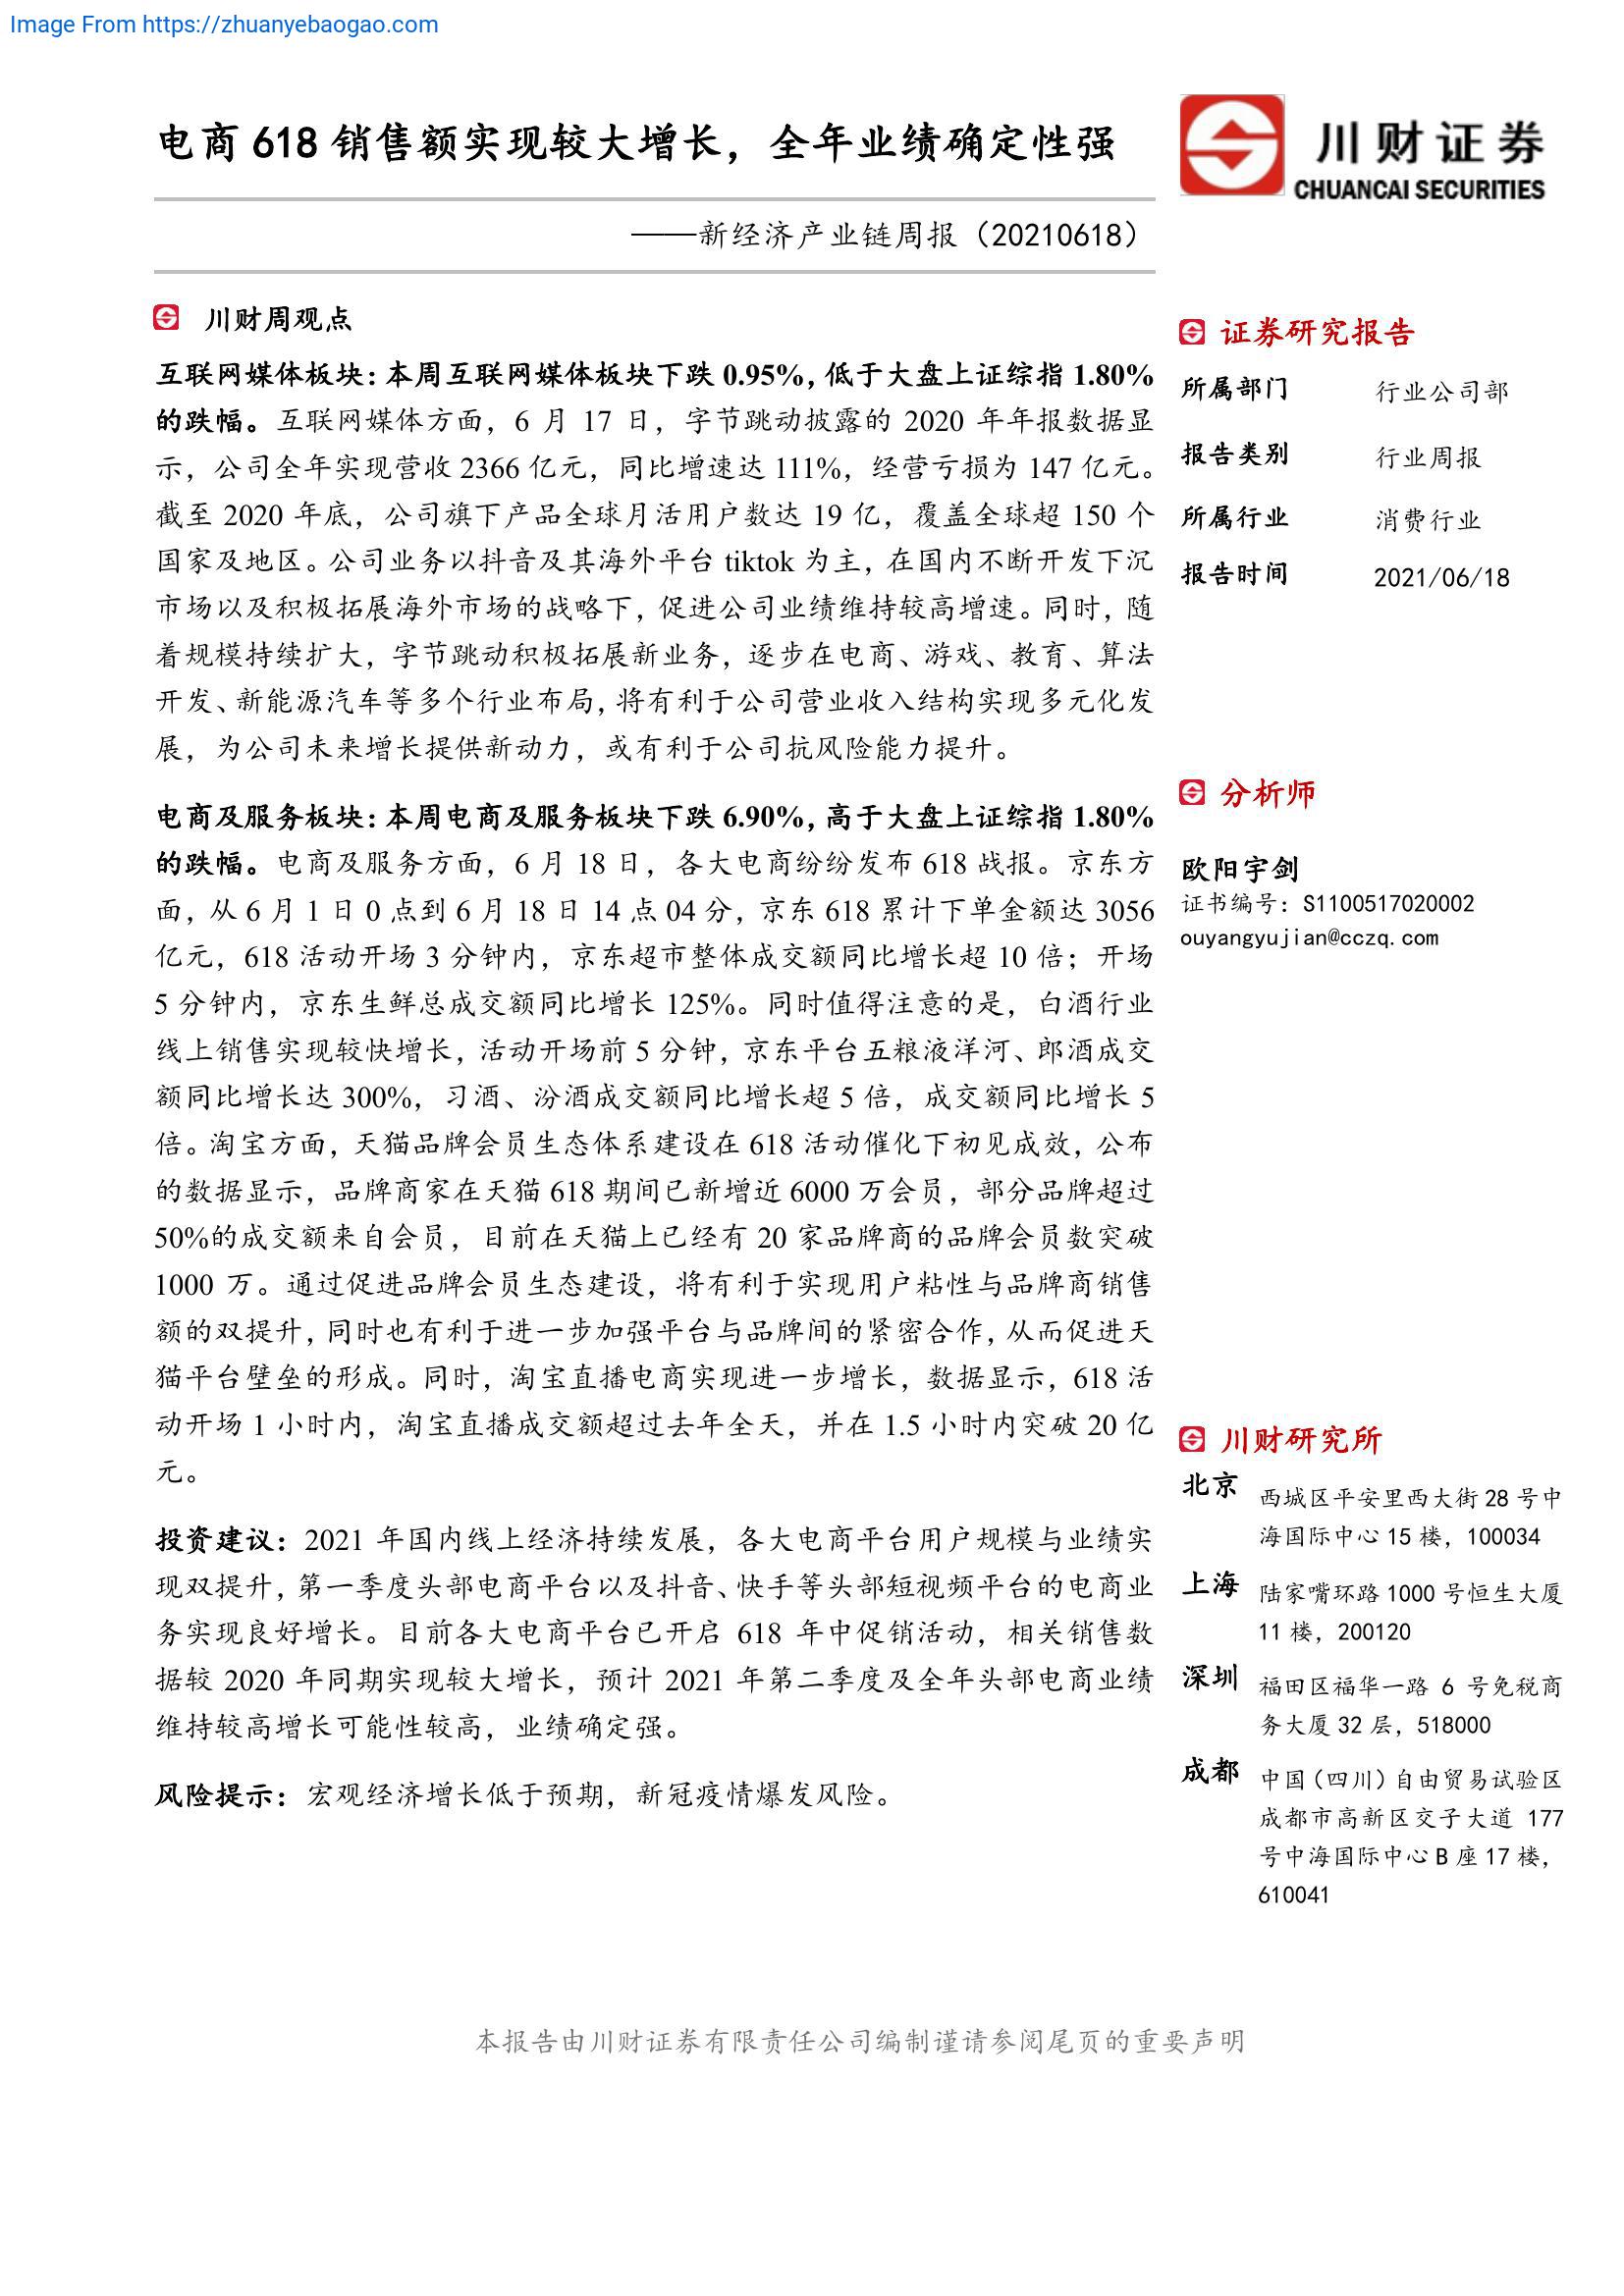 Image From https://zhuanyebaogao.com
电商 618 销售额实现较大增长，全年业绩确定性强
——新经济产业链周报（20210618）
川财证券
CHUANCAI SECURITIES
川财周观点
互联网媒体板块：本周互联网媒体板块下跌 0.95%，低于大盘上证综指 1.80%
的跌幅。互联网媒体方面，6 月 17 日，字节跳动披露的 2020 年年报数据显
示，公司全年实现营收 2366 亿元，同比增速达 111%，经营亏损为 147 亿元。
截至 2020 年底，公司旗下产品全球月活用户数达 19 亿，覆盖全球超 150 个
国家及地区。公司业务以抖音及其海外平台 tiktok 为主，在国内不断开发下沉
市场以及积极拓展海外市场的战略下，促进公司业绩维持较高增速。同时，随
着规模持续扩大，字节跳动积极拓展新业务，逐步在电商、游戏、教育、算法
开发、新能源汽车等多个行业布局，将有利于公司营业收入结构实现多元化发
展，为公司未来增长提供新动力，或有利于公司抗风险能力提升。
电商及服务板块：本周电商及服务板块下跌 6.90%，高于大盘上证综指 1.80%
的跌幅。电商及服务方面，6 月 18 日，各大电商纷纷发布 618 战报。京东方
面，从 6 月 1 日 0 点到 6 月 18 日 14 点 04 分，京东 618 累计下单金额达 3056
亿元，618 活动开场 3 分钟内，京东超市整体成交额同比增长超 10 倍；开场
5 分钟内，京东生鲜总成交额同比增长 125%。同时值得注意的是，白酒行业
线上销售实现较快增长，活动开场前 5 分钟，京东平台五粮液洋河、郎酒成交
额同比增长达 300%，习酒、汾酒成交额同比增长超 5 倍，成交额同比增长 5
倍。淘宝方面，天猫品牌会员生态体系建设在 618 活动催化下初见成效，公布
的数据显示，品牌商家在天猫 618 期间已新增近 6000 万会员，部分品牌超过
50%的成交额来自会员，目前在天猫上已经有 20 家品牌商的品牌会员数突破
1000 万。通过促进品牌会员生态建设，将有利于实现用户粘性与品牌商销售
额的双提升，同时也有利于进一步加强平台与品牌间的紧密合作，从而促进天
猫平台壁垒的形成。同时，淘宝直播电商实现进一步增长，数据显示，618 活
动开场 1 小时内，淘宝直播成交额超过去年全天，并在 1.5 小时内突破 20 亿
元。
投资建议：2021 年国内线上经济持续发展，各大电商平台用户规模与业绩实
现双提升，第一季度头部电商平台以及抖音、快手等头部短视频平台的电商业
务实现良好增长。目前各大电商平台已开启 618 年中促销活动，相关销售数
据较 2020 年同期实现较大增长，预计 2021 年第二季度及全年头部电商业绩
维持较高增长可能性较高，业绩确定强。
风险提示：宏观经济增长低于预期，新冠疫情爆发风险。
证券研究报告
所属部门 行业公司部
报告类别 行业周报
所属行业 消费行业
报告时间 2021/06/18
分析师
欧阳宇剑
证书编号：S1100517020002
ouyangyujian@cczq.com
川财研究所
北京 西城区平安里西大街 28 号中
海国际中心 15 楼，100034
上海 陆家嘴环路 1000 号恒生大厦
11 楼，200120
深圳 福田区福华一路 6 号免税商
务大厦 32 层，518000
成都 中国（四川）自由贸易试验区
成都市高新区交子大道 177
号中海国际中心 B 座 17 楼，
610041
本报告由川财证券有限责任公司编制谨请参阅尾页的重要声明